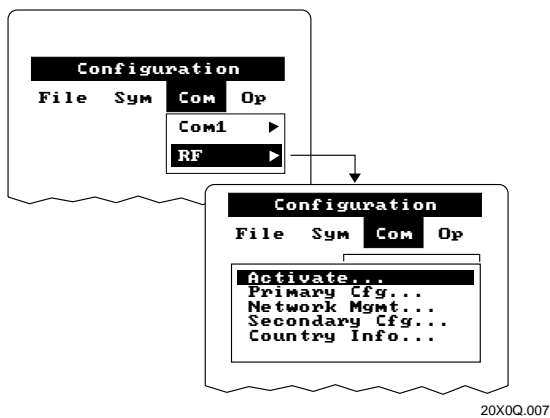 Configuration
File Sym Com Op
Com1 ▶
RF ▶
Configuration
File Sym Com Op
Activate...
Primary Cfg...
Network Mgmt...
Secondary Cfg...
Country Info...
20X0Q.007